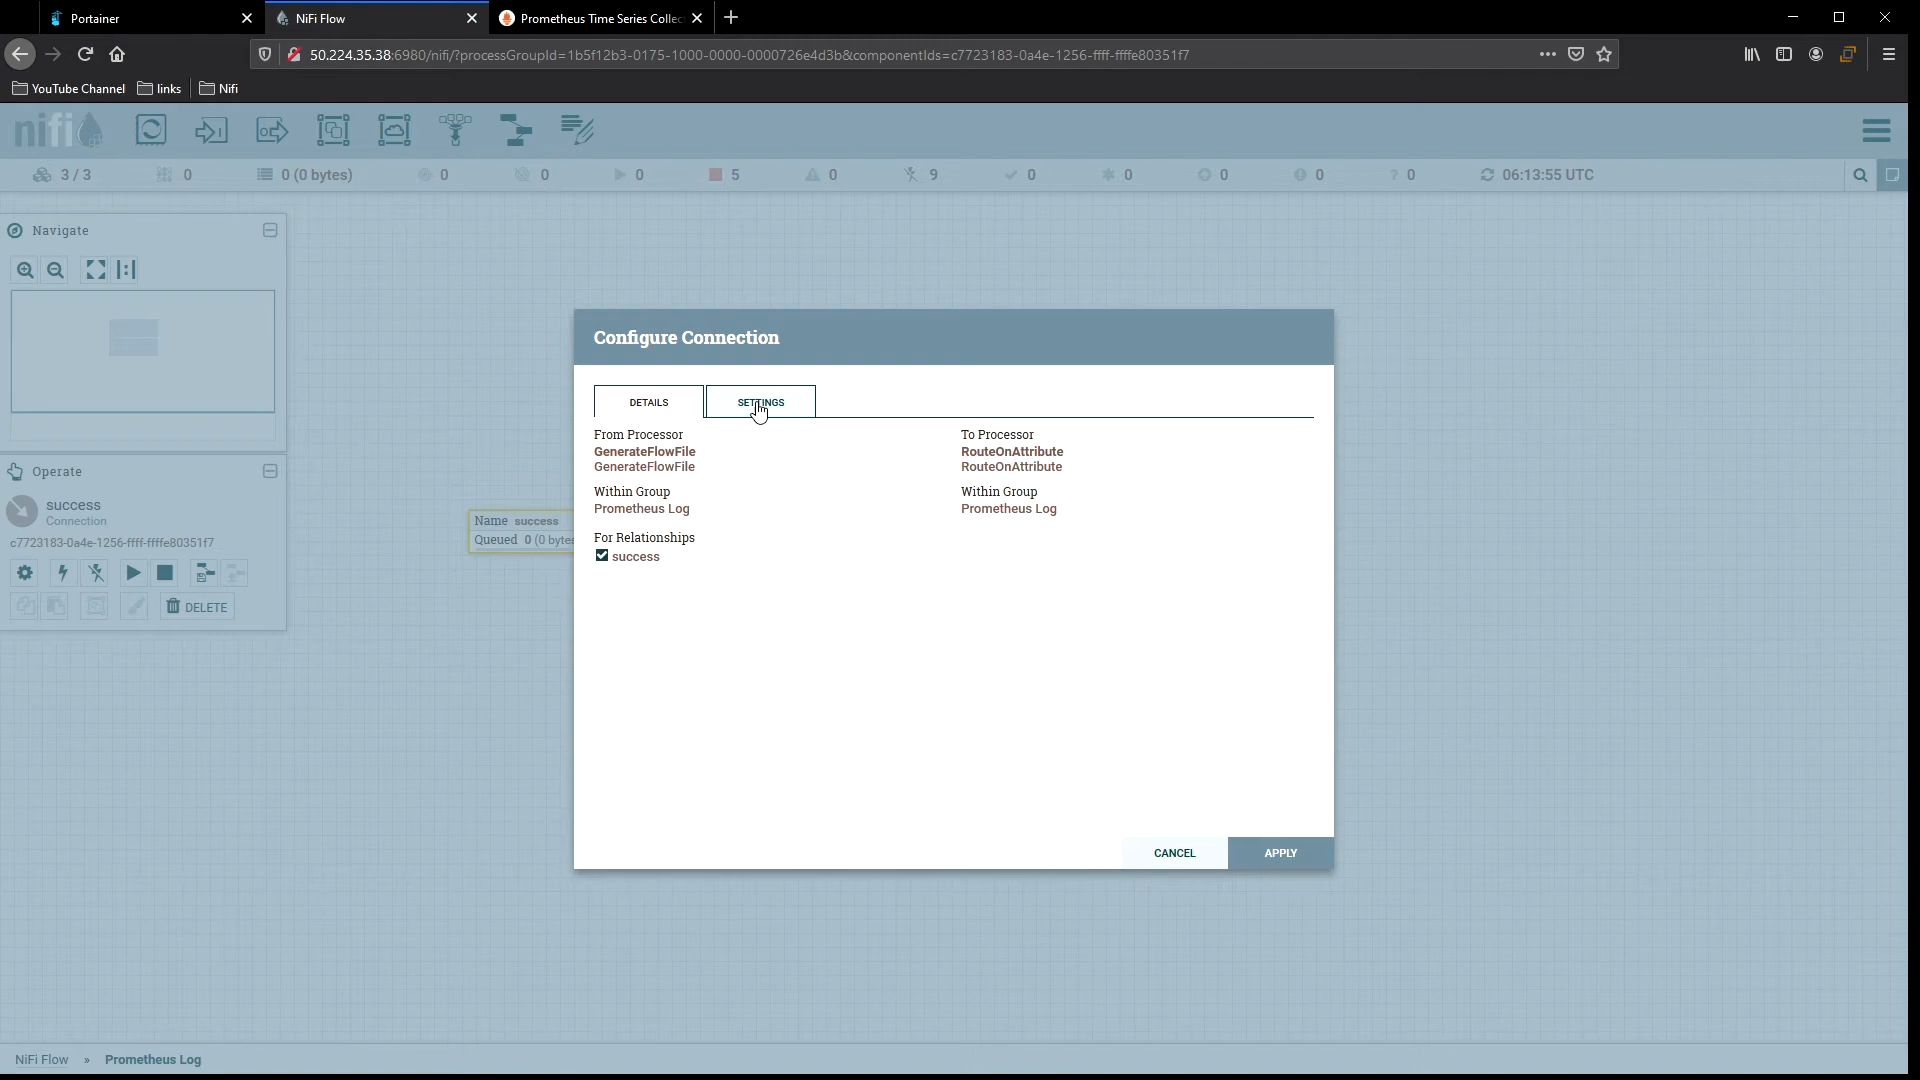 Portainer
NiFi Flow
Prometheus Time Series Collec
50.224.35.38:6980/nifi/?processGroupId=1b5f12b3-0175-1000-0000-0000726e4d3b&componentIds=c7723183-0a4e-1256-ffff-ffffe80351f7
YouTube Channel
links
Nifi
nifi
3 / 3
0
0 (0 bytes)
0
0
0
5
0
9
0
0
0
0
? 0
06:13:55 UTC
Navigate
Operate
success
Connection
c7723183-0a4e-1256-ffff-ffffe80351f7
DELETE
Name success
Queued 0 (0 bytes
Configure Connection
DETAILS
SETTINGS
From Processor
GenerateFlowFile
GenerateFlowFile
Within Group
Prometheus Log
For Relationships
success
To Processor
RouteOnAttribute
RouteOnAttribute
Within Group
Prometheus Log
CANCEL
APPLY
NiFi Flow » Prometheus Log